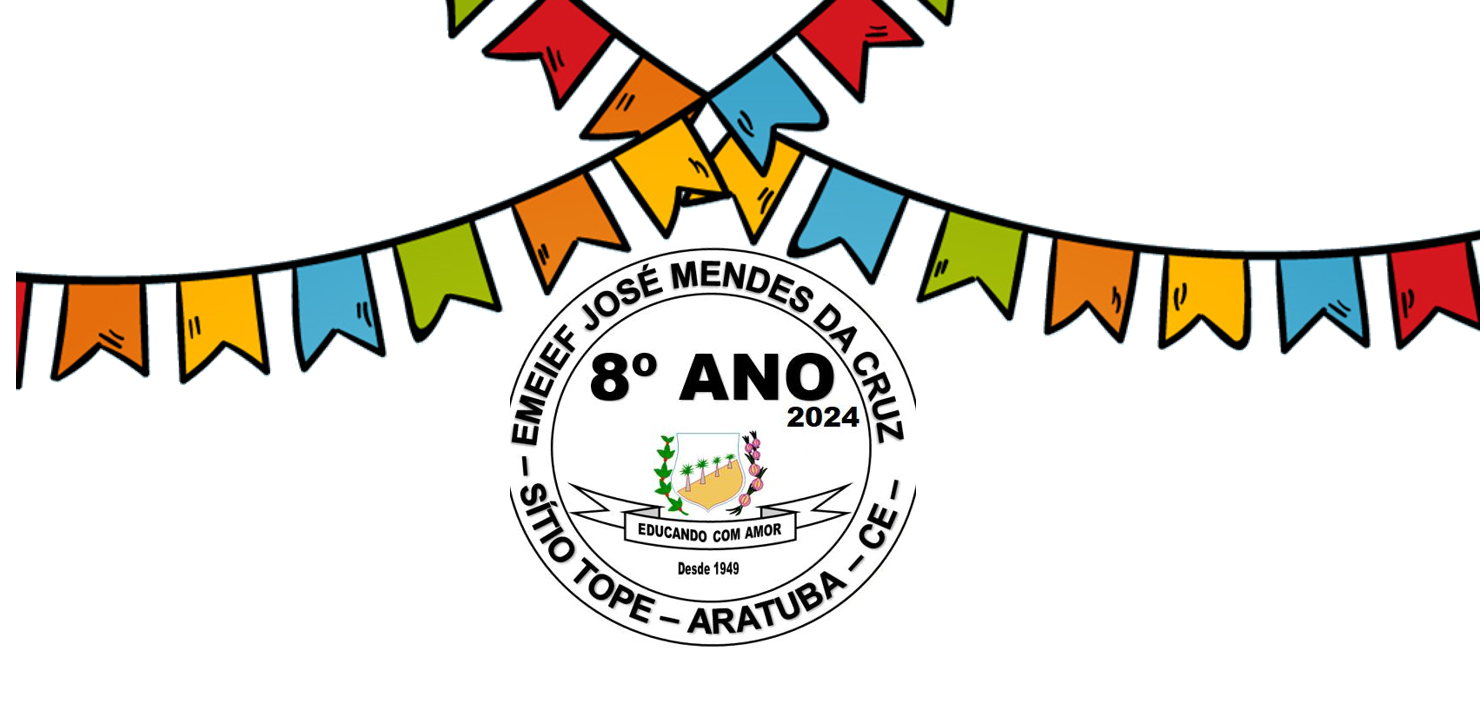 – EMEIEF JOSÉ MENDES DA CRUZ
8º ANO
2024
EDUCANDO COM AMOR
Desde 1949
– SÍTIO TOPE – ARATUBA – CE –